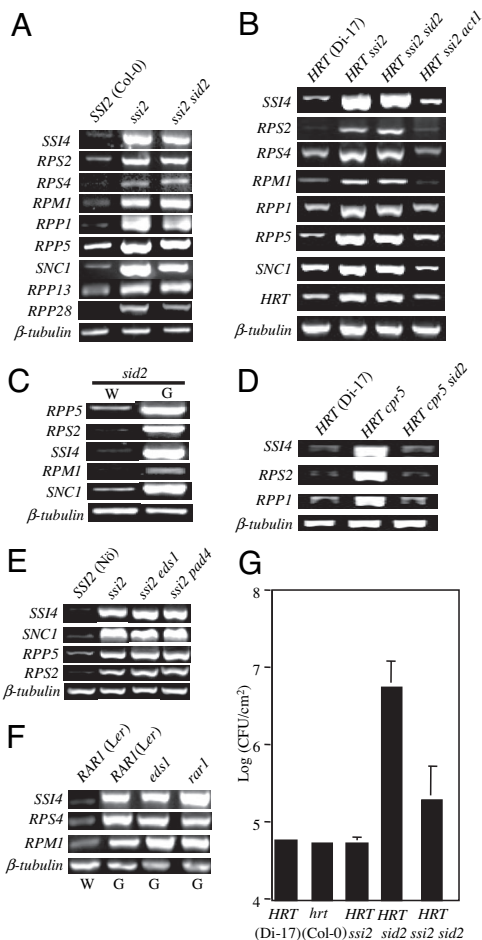 A
SSI2 (Col-0)
ssi2
ssi2 sid2
SSI4
RPS2
RPS4
RPM1
RPP1
RPP5
SNC1
RPP13
RPP28
β-tubulin
B
HRT (Di-17)
HRT ssi2
HRT ssi2 sid2
HRT ssi2 act1
SSI4
RPS2
RPS4
RPM1
RPP1
RPP5
SNC1
HRT
β-tubulin
C
sid2
W G
RPP5
RPS2
SSI4
RPM1
SNC1
β-tubulin
D
HRT (Di-17)
HRT cpr5
HRT cpr5 sid2
SSI4
RPS2
RPP1
β-tubulin
E
SSI2 (Nö)
ssi2
ssi2 eds1
ssi2 pad4
SSI4
SNC1
RPP5
RPS2
β-tubulin
F
RAR1 (Ler)
RAR1(Ler)
eds1
rar1
SSI4
RPS4
RPM1
β-tubulin
W G G G
G
Log (CFU/cm²)
8
7
6
5
4
HRT hrt HRT HRT HRT
(Di-17)(Col-0) ssi2 sid2 ssi2 sid2